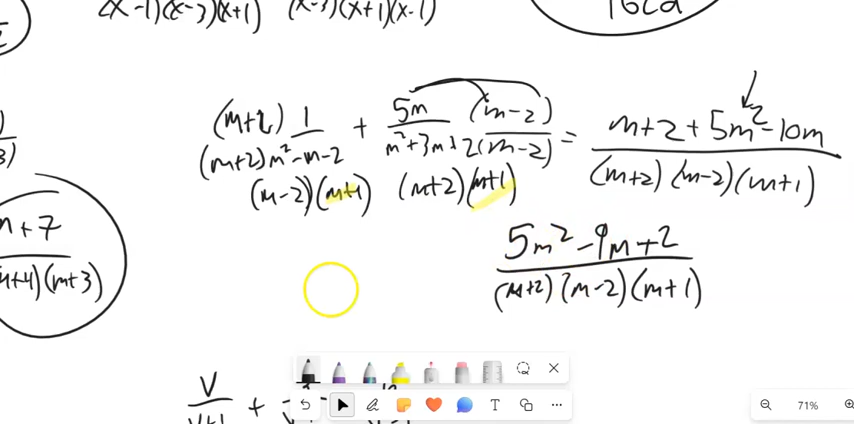 (x-1)(x-3)(x+1) (x-3)(x+1)(x-1)
16cd
(m+2) 1 + 5m (m-2) = m+2+5m²-10m
(m+2)m²-m-2 m²+3m+2(m-2) (m+2)(m-2)(m+1)
(m-2)(m+1) (m+2)(m+1)
+7
m+4)(m+3)
5m²-9m+2
(m+2)(m-2)(m+1)
v +
T
71%